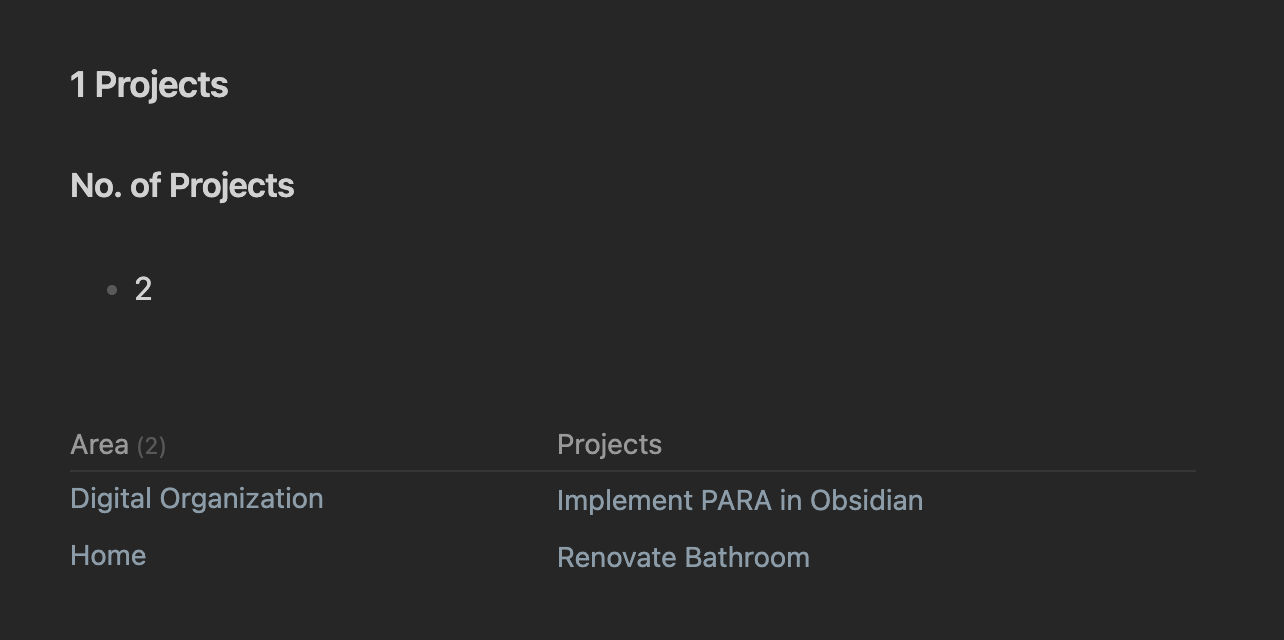 1 Projects
No. of Projects
2
Area (2) Projects
Digital Organization Implement PARA in Obsidian
Home Renovate Bathroom